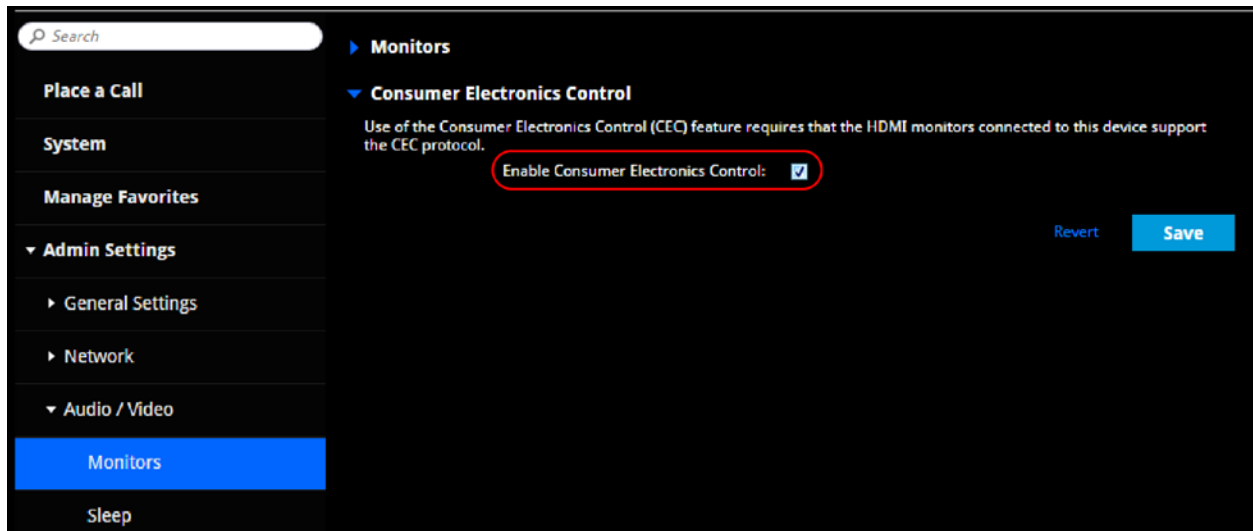 Search
Place a Call
System
Manage Favorites
Admin Settings
General Settings
Network
Audio / Video
Monitors
Sleep
Monitors
Consumer Electronics Control
Use of the Consumer Electronics Control (CEC) feature requires that the HDMI monitors connected to this device support
the CEC protocol.
Enable Consumer Electronics Control:
Revert
Save